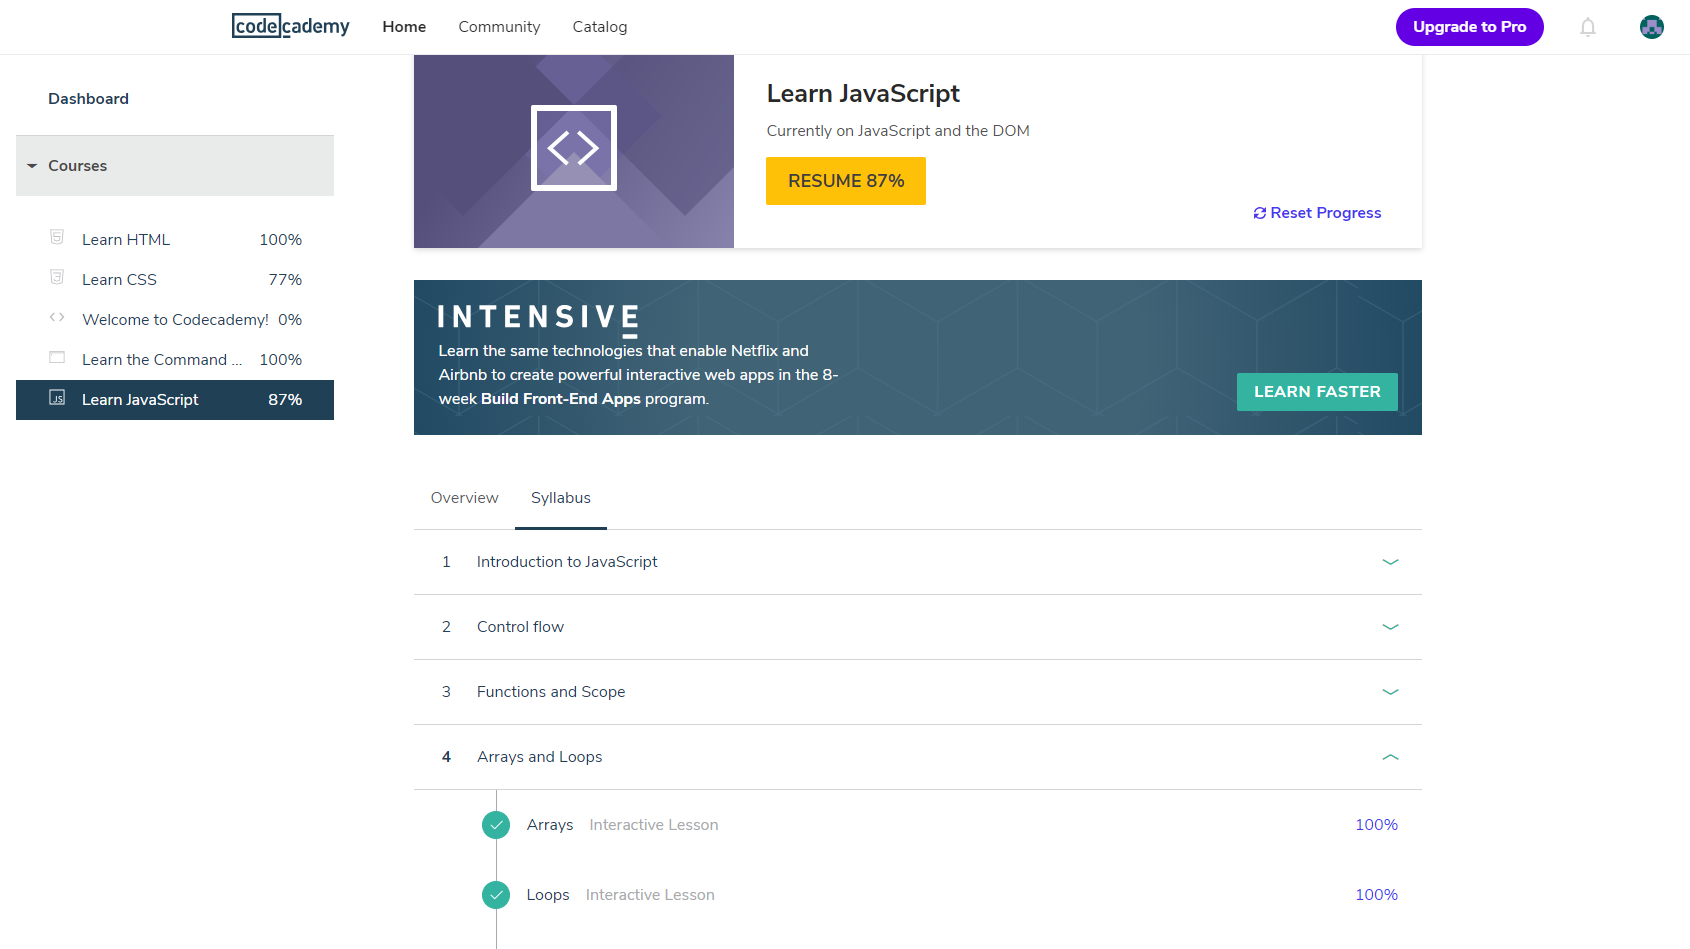 codecademy
Home
Community
Catalog
Upgrade to Pro
Dashboard
Courses
Learn HTML 100%
Learn CSS 77%
Welcome to Codecademy! 0%
Learn the Command ... 100%
JS Learn JavaScript 87%
Learn JavaScript
Currently on JavaScript and the DOM
RESUME 87%
Reset Progress
INTENSIVE
Learn the same technologies that enable Netflix and
Airbnb to create powerful interactive web apps in the 8-
week Build Front-End Apps program.
LEARN FASTER
Overview
Syllabus
1 Introduction to JavaScript
2 Control flow
3 Functions and Scope
4 Arrays and Loops
Arrays Interactive Lesson 100%
Loops Interactive Lesson 100%